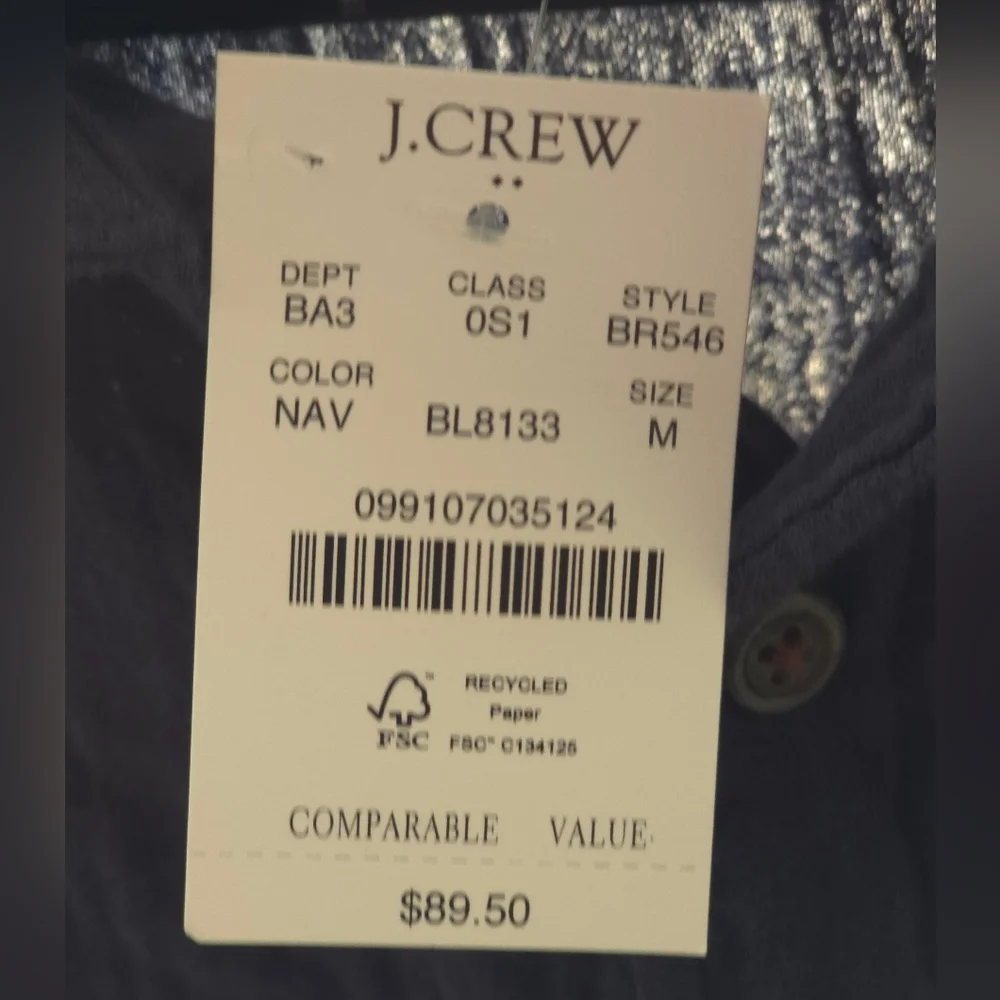 J.CREW
DEPT CLASS STYLE
BA3 0S1 BR546
COLOR SIZE
NAV BL8133 M
099107035124
RECYCLED
Paper
FSC™ C134125
FSC
COMPARABLE VALUE
$89.50